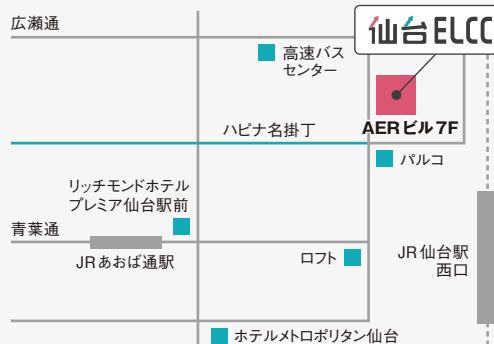 広瀬通
仙台ELCC
高速バス
センター
AERビル7F
ハピナ名掛丁
パルコ
リッチモンドホテル
プレミア仙台駅前
青葉通
JRあおば通駅
ロフト
JR仙台駅
西口
ホテルメトロポリタン仙台